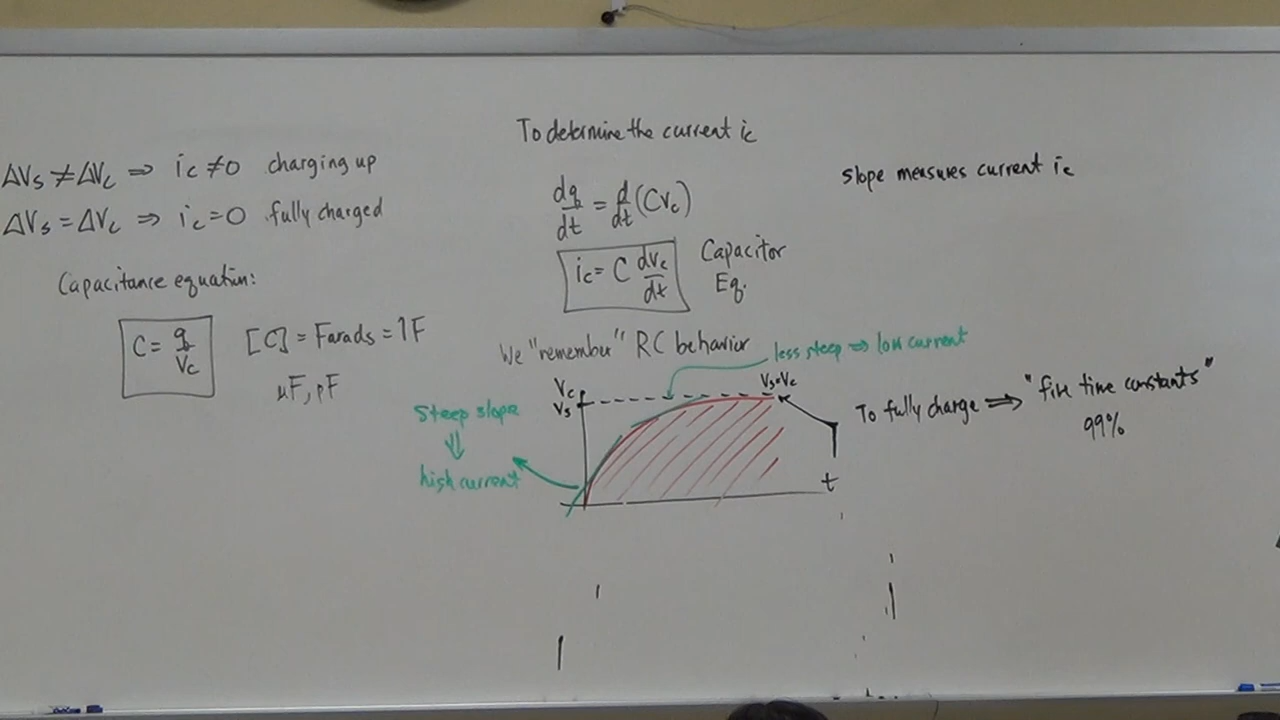 ΔVs ≠ ΔVc ⇒ ic ≠ 0 charging up
ΔVs = ΔVc ⇒ ic = 0 fully charged
Capacitance equation:
C = q/Vc
[C] = Farads = 1F
μF, pF
To determine the current ic
dq/dt = d/dt (CVc)
ic = C dvc/dt
Capacitor
Eq.
We "remember" RC behavior
less steep ⇒ low current
Steep slope
⇓
high current
Vc
Vs
Vs=Vc
t
slope measures current ic
To fully charge ⇒ "five time constants"
99%